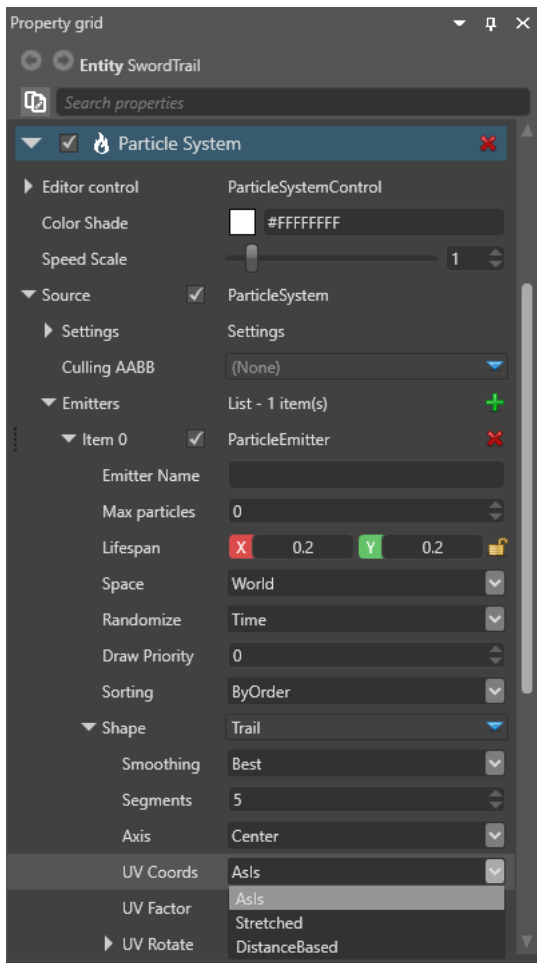 Property grid
Entity SwordTrail
Search properties
Particle System
Editor control ParticleSystemControl
Color Shade #FFFFFFFF
Speed Scale 1
Source ParticleSystem
Settings Settings
Culling AABB (None)
Emitters List - 1 item(s)
Item 0 ParticleEmitter
Emitter Name
Max particles 0
Lifespan X 0.2 Y 0.2
Space World
Randomize Time
Draw Priority 0
Sorting ByOrder
Shape Trail
Smoothing Best
Segments 5
Axis Center
UV Coords AsIs
AsIs
UV Factor
Stretched
UV Rotate DistanceBased